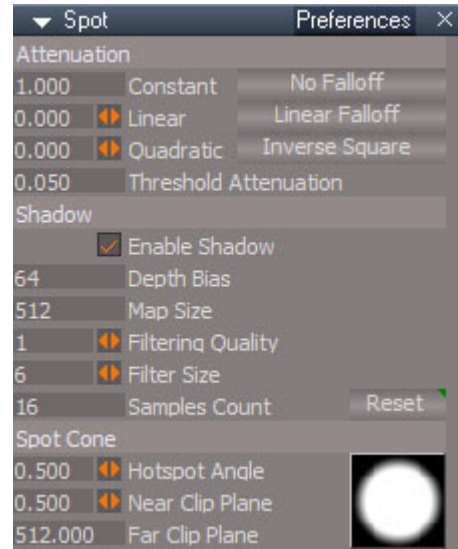 Spot Preferences
Attenuation
1.000 Constant No Falloff
0.000 Linear Linear Falloff
0.000 Quadratic Inverse Square
0.050 Threshold Attenuation
Shadow
Enable Shadow
64 Depth Bias
512 Map Size
1 Filtering Quality
6 Filter Size
16 Samples Count Reset
Spot Cone
0.500 Hotspot Angle
0.500 Near Clip Plane
512.000 Far Clip Plane